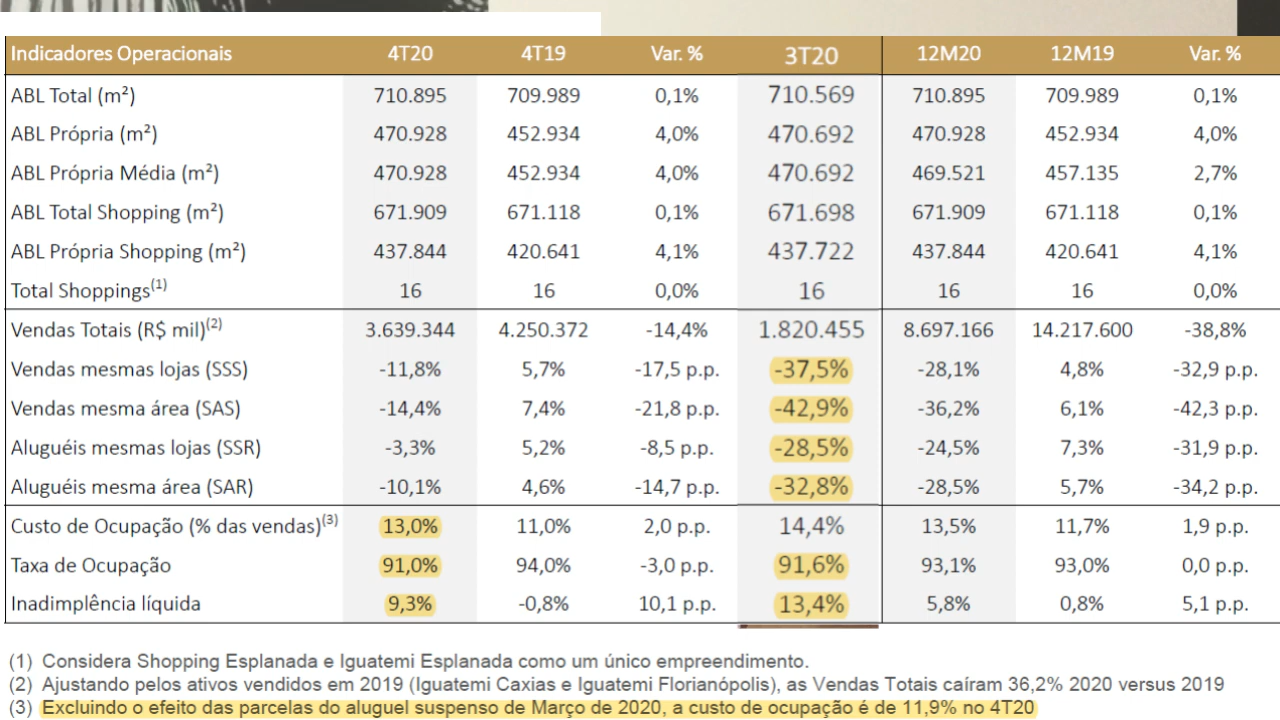 Indicadores Operacionais 4T20 4T19 Var. % 3T20 12M20 12M19 Var. %
ABL Total (m²) 710.895 709.989 0,1% 710.569 710.895 709.989 0,1%
ABL Própria (m²) 470.928 452.934 4,0% 470.692 470.928 452.934 4,0%
ABL Própria Média (m²) 470.928 452.934 4,0% 470.692 469.521 457.135 2,7%
ABL Total Shopping (m²) 671.909 671.118 0,1% 671.698 671.909 671.118 0,1%
ABL Própria Shopping (m²) 437.844 420.641 4,1% 437.722 437.844 420.641 4,1%
Total Shoppings(1) 16 16 0,0% 16 16 16 0,0%
Vendas Totais (R$ mil)(2) 3.639.344 4.250.372 -14,4% 1.820.455 8.697.166 14.217.600 -38,8%
Vendas mesmas lojas (SSS) -11,8% 5,7% -17,5 p.p. -37,5% -28,1% 4,8% -32,9 p.p.
Vendas mesma área (SAS) -14,4% 7,4% -21,8 p.p. -42,9% -36,2% 6,1% -42,3 p.p.
Aluguéis mesmas lojas (SSR) -3,3% 5,2% -8,5 p.p. -28,5% -24,5% 7,3% -31,9 p.p.
Aluguéis mesma área (SAR) -10,1% 4,6% -14,7 p.p. -32,8% -28,5% 5,7% -34,2 p.p.
Custo de Ocupação (% das vendas)(3) 13,0% 11,0% 2,0 p.p. 14,4% 13,5% 11,7% 1,9 p.p.
Taxa de Ocupação 91,0% 94,0% -3,0 p.p. 91,6% 93,1% 93,0% 0,0 p.p.
Inadimplência líquida 9,3% -0,8% 10,1 p.p. 13,4% 5,8% 0,8% 5,1 p.p.
(1) Considera Shopping Esplanada e Iguatemi Esplanada como um único empreendimento.
(2) Ajustando pelos ativos vendidos em 2019 (Iguatemi Caxias e Iguatemi Florianópolis), as Vendas Totais caíram 36,2% 2020 versus 2019
(3) Excluindo o efeito das parcelas do aluguel suspenso de Março de 2020, a custo de ocupação é de 11,9% no 4T20